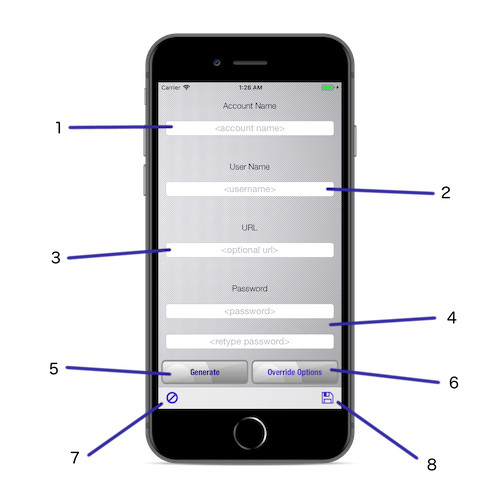 Carrier 1:26 AM
Account Name
1
<account name>
User Name
<username>
2
URL
3
<optional url>
Password
<password>
4
<retype password>
5
Generate
Override Options
6
7
8